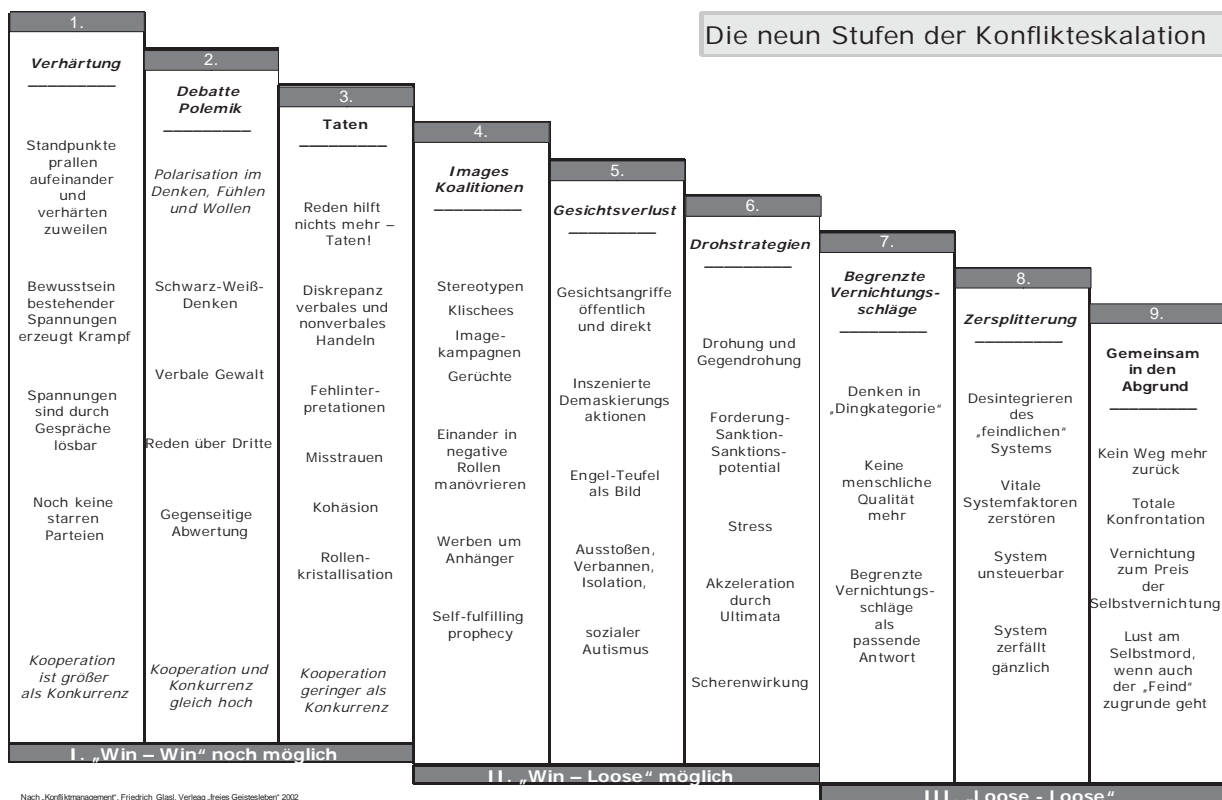 Die neun Stufen der Konflikteskalation
1.
Verhärtung
Standpunkte
prallen
aufeinander
und
verhärten
zuweilen
Bewusstsein
bestehender
Spannungen
erzeugt Krampf
Spannungen
sind durch
Gespräche
lösbar
Noch keine
starren
Parteien
Kooperation
ist größer
als Konkurrenz
2.
Debatte
Polemik
Polarisation im
Denken, Fühlen
und Wollen
Schwarz-Weiß-
Denken
Verbale Gewalt
Reden über Dritte
Gegenseitige
Abwertung
Kooperation und
Konkurrenz
gleich hoch
3.
Taten
Reden hilft
nichts mehr –
Taten!
Diskrepanz
verbales und
nonverbales
Handeln
Fehlinter-
pretationen
Misstrauen
Kohäsion
Rollen-
kristallisation
Kooperation
geringer als
Konkurrenz
I. „Win – Win“ noch möglich
4.
Images
Koalitionen
Stereotypen
Klischees
Image-
kampagnen
Gerüchte
Einander in
negative
Rollen
manövrieren
Werben um
Anhänger
Self-fulfilling
prophecy
5.
Gesichtsverlust
Gesichtsangriffe
öffentlich
und direkt
Inszenierte
Demaskierungs
aktionen
Engel-Teufel
als Bild
Ausstoßen,
Verbannen,
Isolation,
sozialer
Autismus
6.
Drohstrategien
Drohung und
Gegendrohung
Forderung-
Sanktion-
Sanktions-
potential
Stress
Akzeleration
durch
Ultimata
Scherenwirkung
II. „Win – Loose“ möglich
7.
Begrenzte
Vernichtungs-
schläge
Denken in
„Dingkategorie“
Keine
menschliche
Qualität
mehr
Begrenzte
Vernichtungs-
schläge
als
passende
Antwort
8.
Zersplitterung
Desintegrieren
des
„feindlichen“
Systems
Vitale
Systemfaktoren
zerstören
System
unsteuerbar
System
zerfällt
gänzlich
9.
Gemeinsam
in den
Abgrund
Kein Weg mehr
zurück
Totale
Konfrontation
Vernichtung
zum Preis
der
Selbstvernichtung
Lust am
Selbstmord,
wenn auch
der „Feind“
zugrunde geht
III. „Loose - Loose“
Nach „Konfliktmanagement“, Friedrich Glasl, Verleag „freies Geistesleben“ 2002